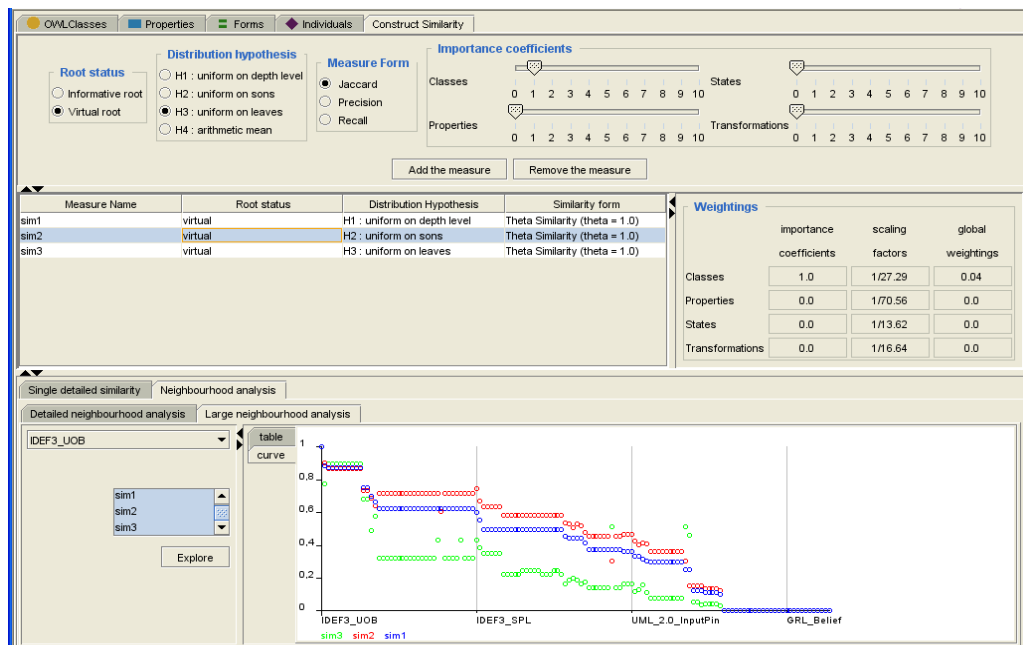 OWLClasses Properties Forms Individuals Construct Similarity
Root status
Informative root
Virtual root
Distribution hypothesis
H1 : uniform on depth level
H2 : uniform on sons
H3 : uniform on leaves
H4 : arithmetic mean
Measure Form
Jaccard
Precision
Recall
Importance coefficients
Classes
0 1 2 3 4 5 6 7 8 9 10
States
0 1 2 3 4 5 6 7 8 9 10
Properties
0 1 2 3 4 5 6 7 8 9 10
Transformations
0 1 2 3 4 5 6 7 8 9 10
Add the measure Remove the measure
Measure Name Root status Distribution Hypothesis Similarity form
sim1 virtual H1 : uniform on depth level Theta Similarity (theta = 1.0)
sim2 virtual H2 : uniform on sons Theta Similarity (theta = 1.0)
sim3 virtual H3 : uniform on leaves Theta Similarity (theta = 1.0)
Weightings
importance scaling global
coefficients factors weightings
Classes 1.0 1/27.29 0.04
Properties 0.0 1/70.56 0.0
States 0.0 1/13.62 0.0
Transformations 0.0 1/16.64 0.0
Single detailed similarity Neighbourhood analysis
Detailed neighbourhood analysis Large neighbourhood analysis
IDEF3_UOB
sim1
sim2
sim3
Explore
table
curve
1
0,8
0,6
0,4
0,2
0
IDEF3_UOB IDEF3_SPL UML_2.0_InputPin GRL_Belief
sim3 sim2 sim1